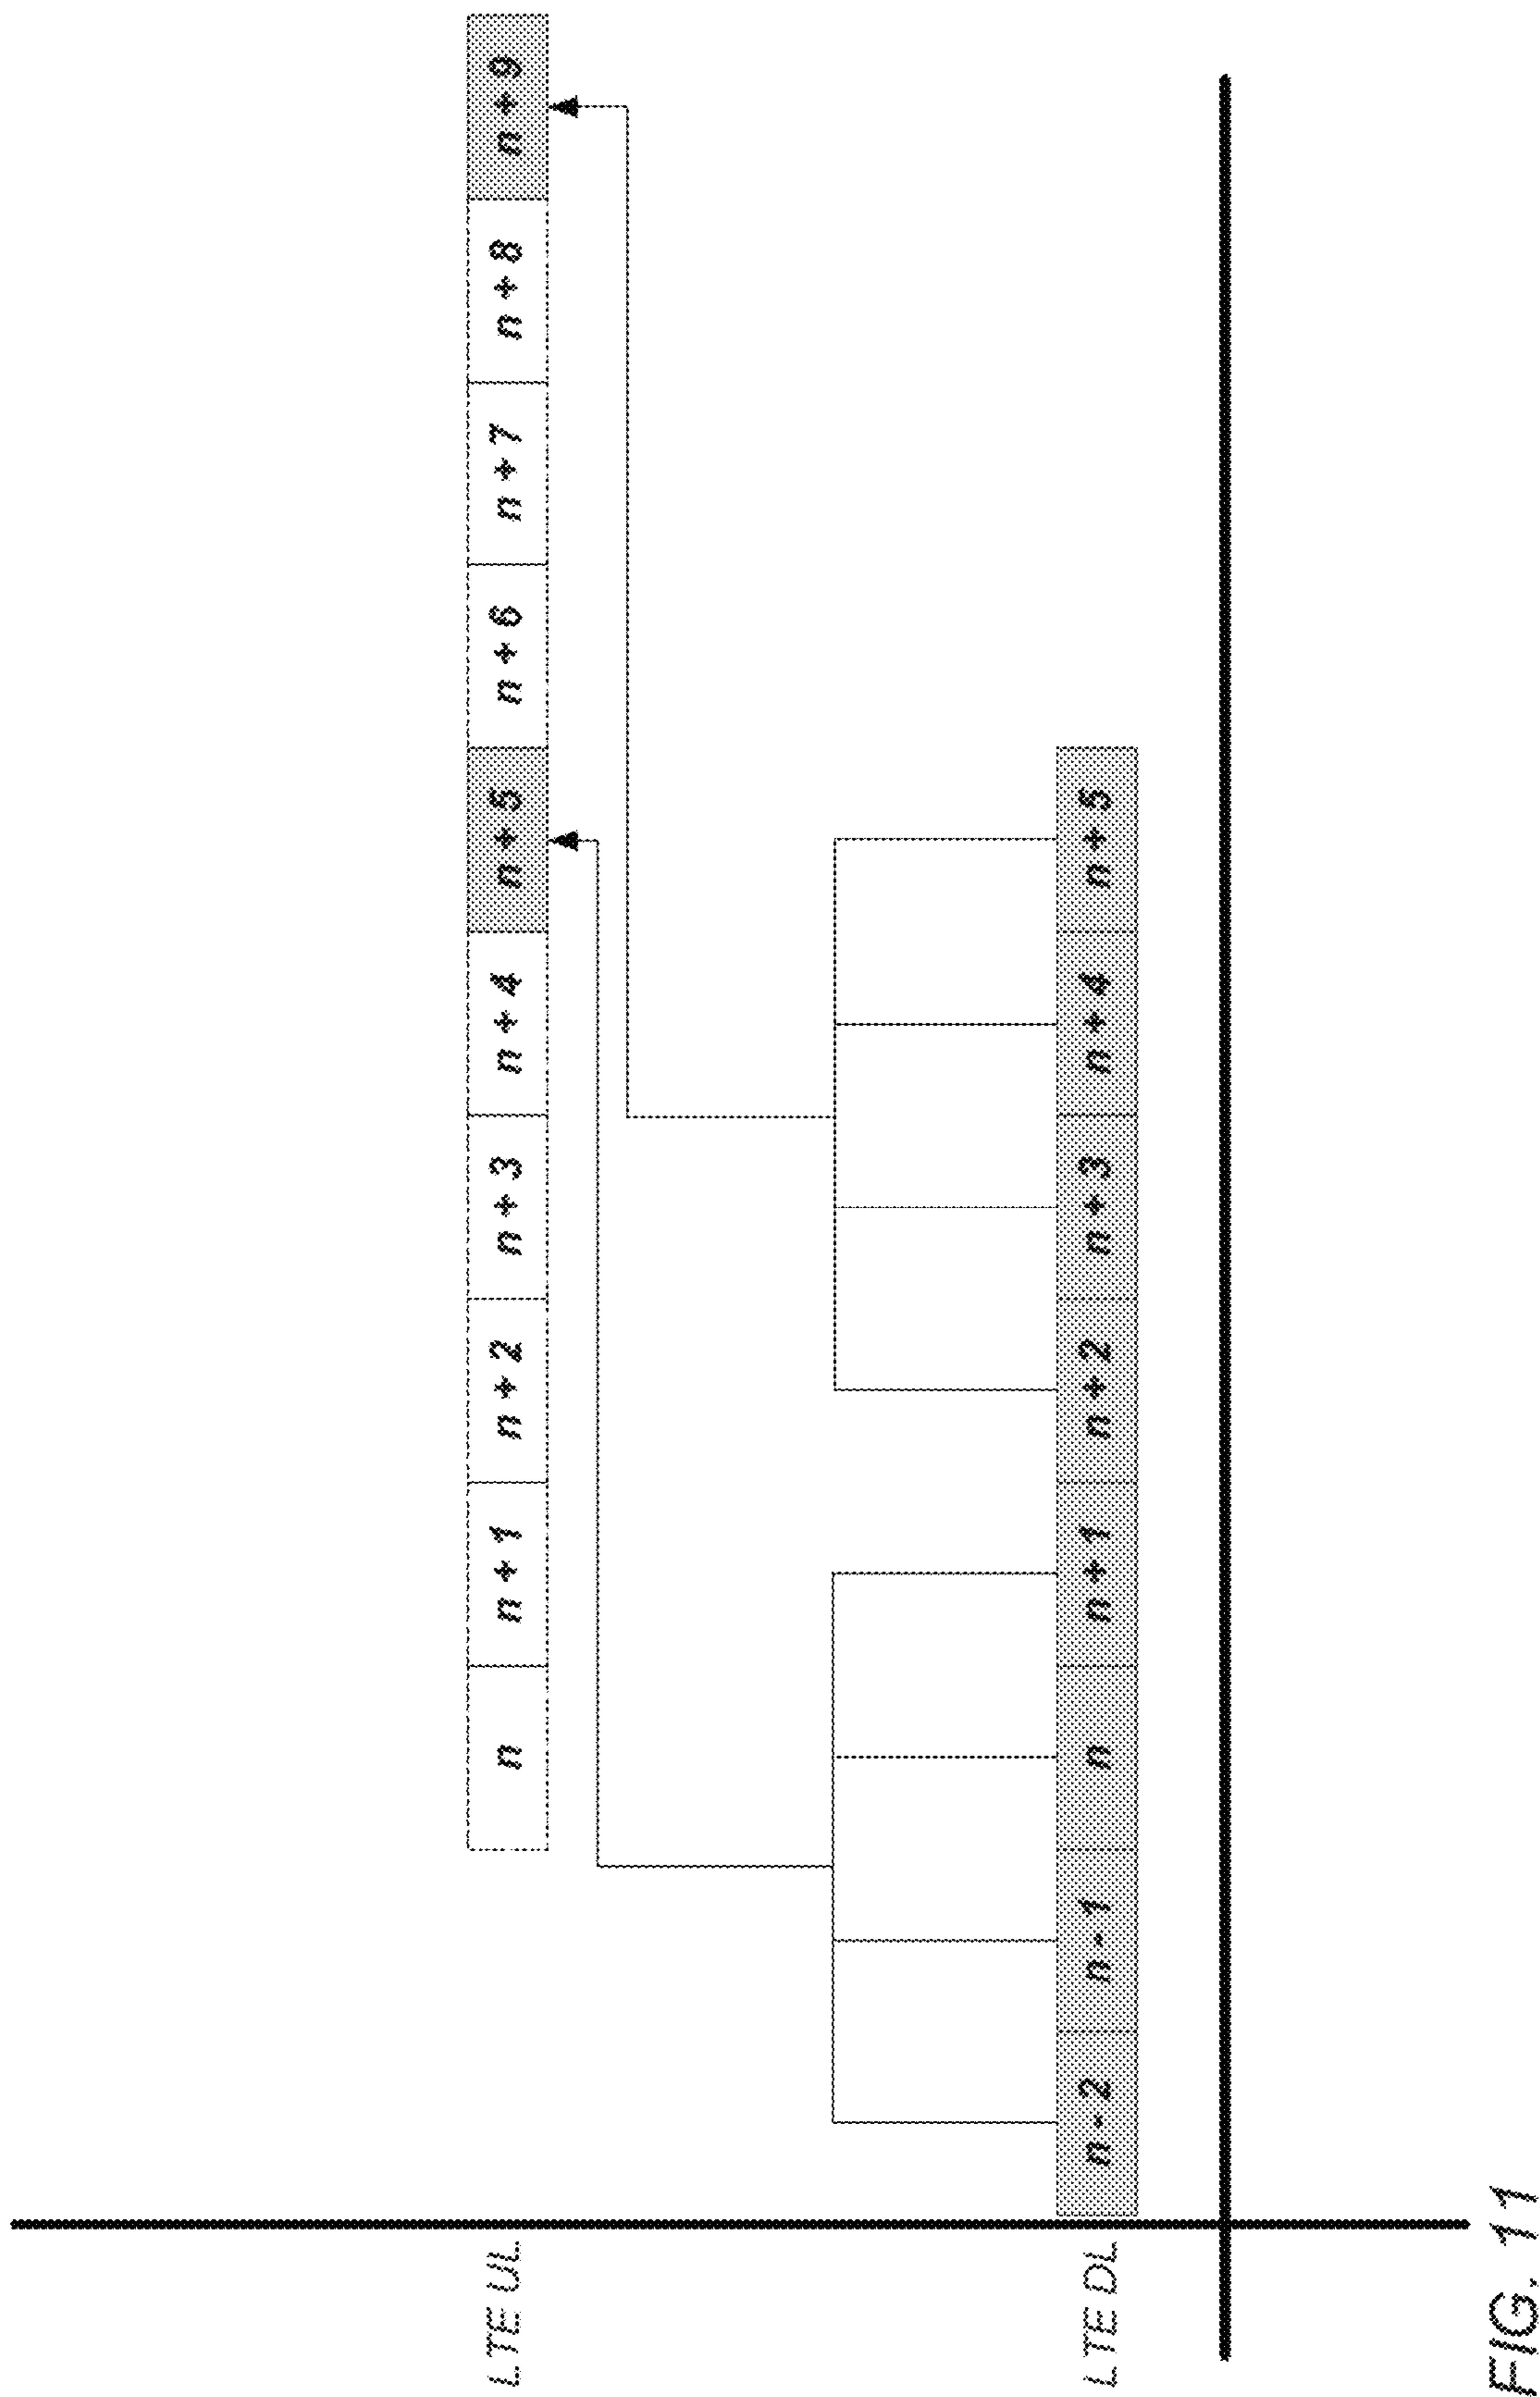 LTE UL
n
n + 1
n + 2
n + 3
n + 4
n + 5
n + 6
n + 7
n + 8
n + 9
LTE DL
n - 2
n - 1
n
n + 1
n + 2
n + 3
n + 4
n + 5
FIG. 11